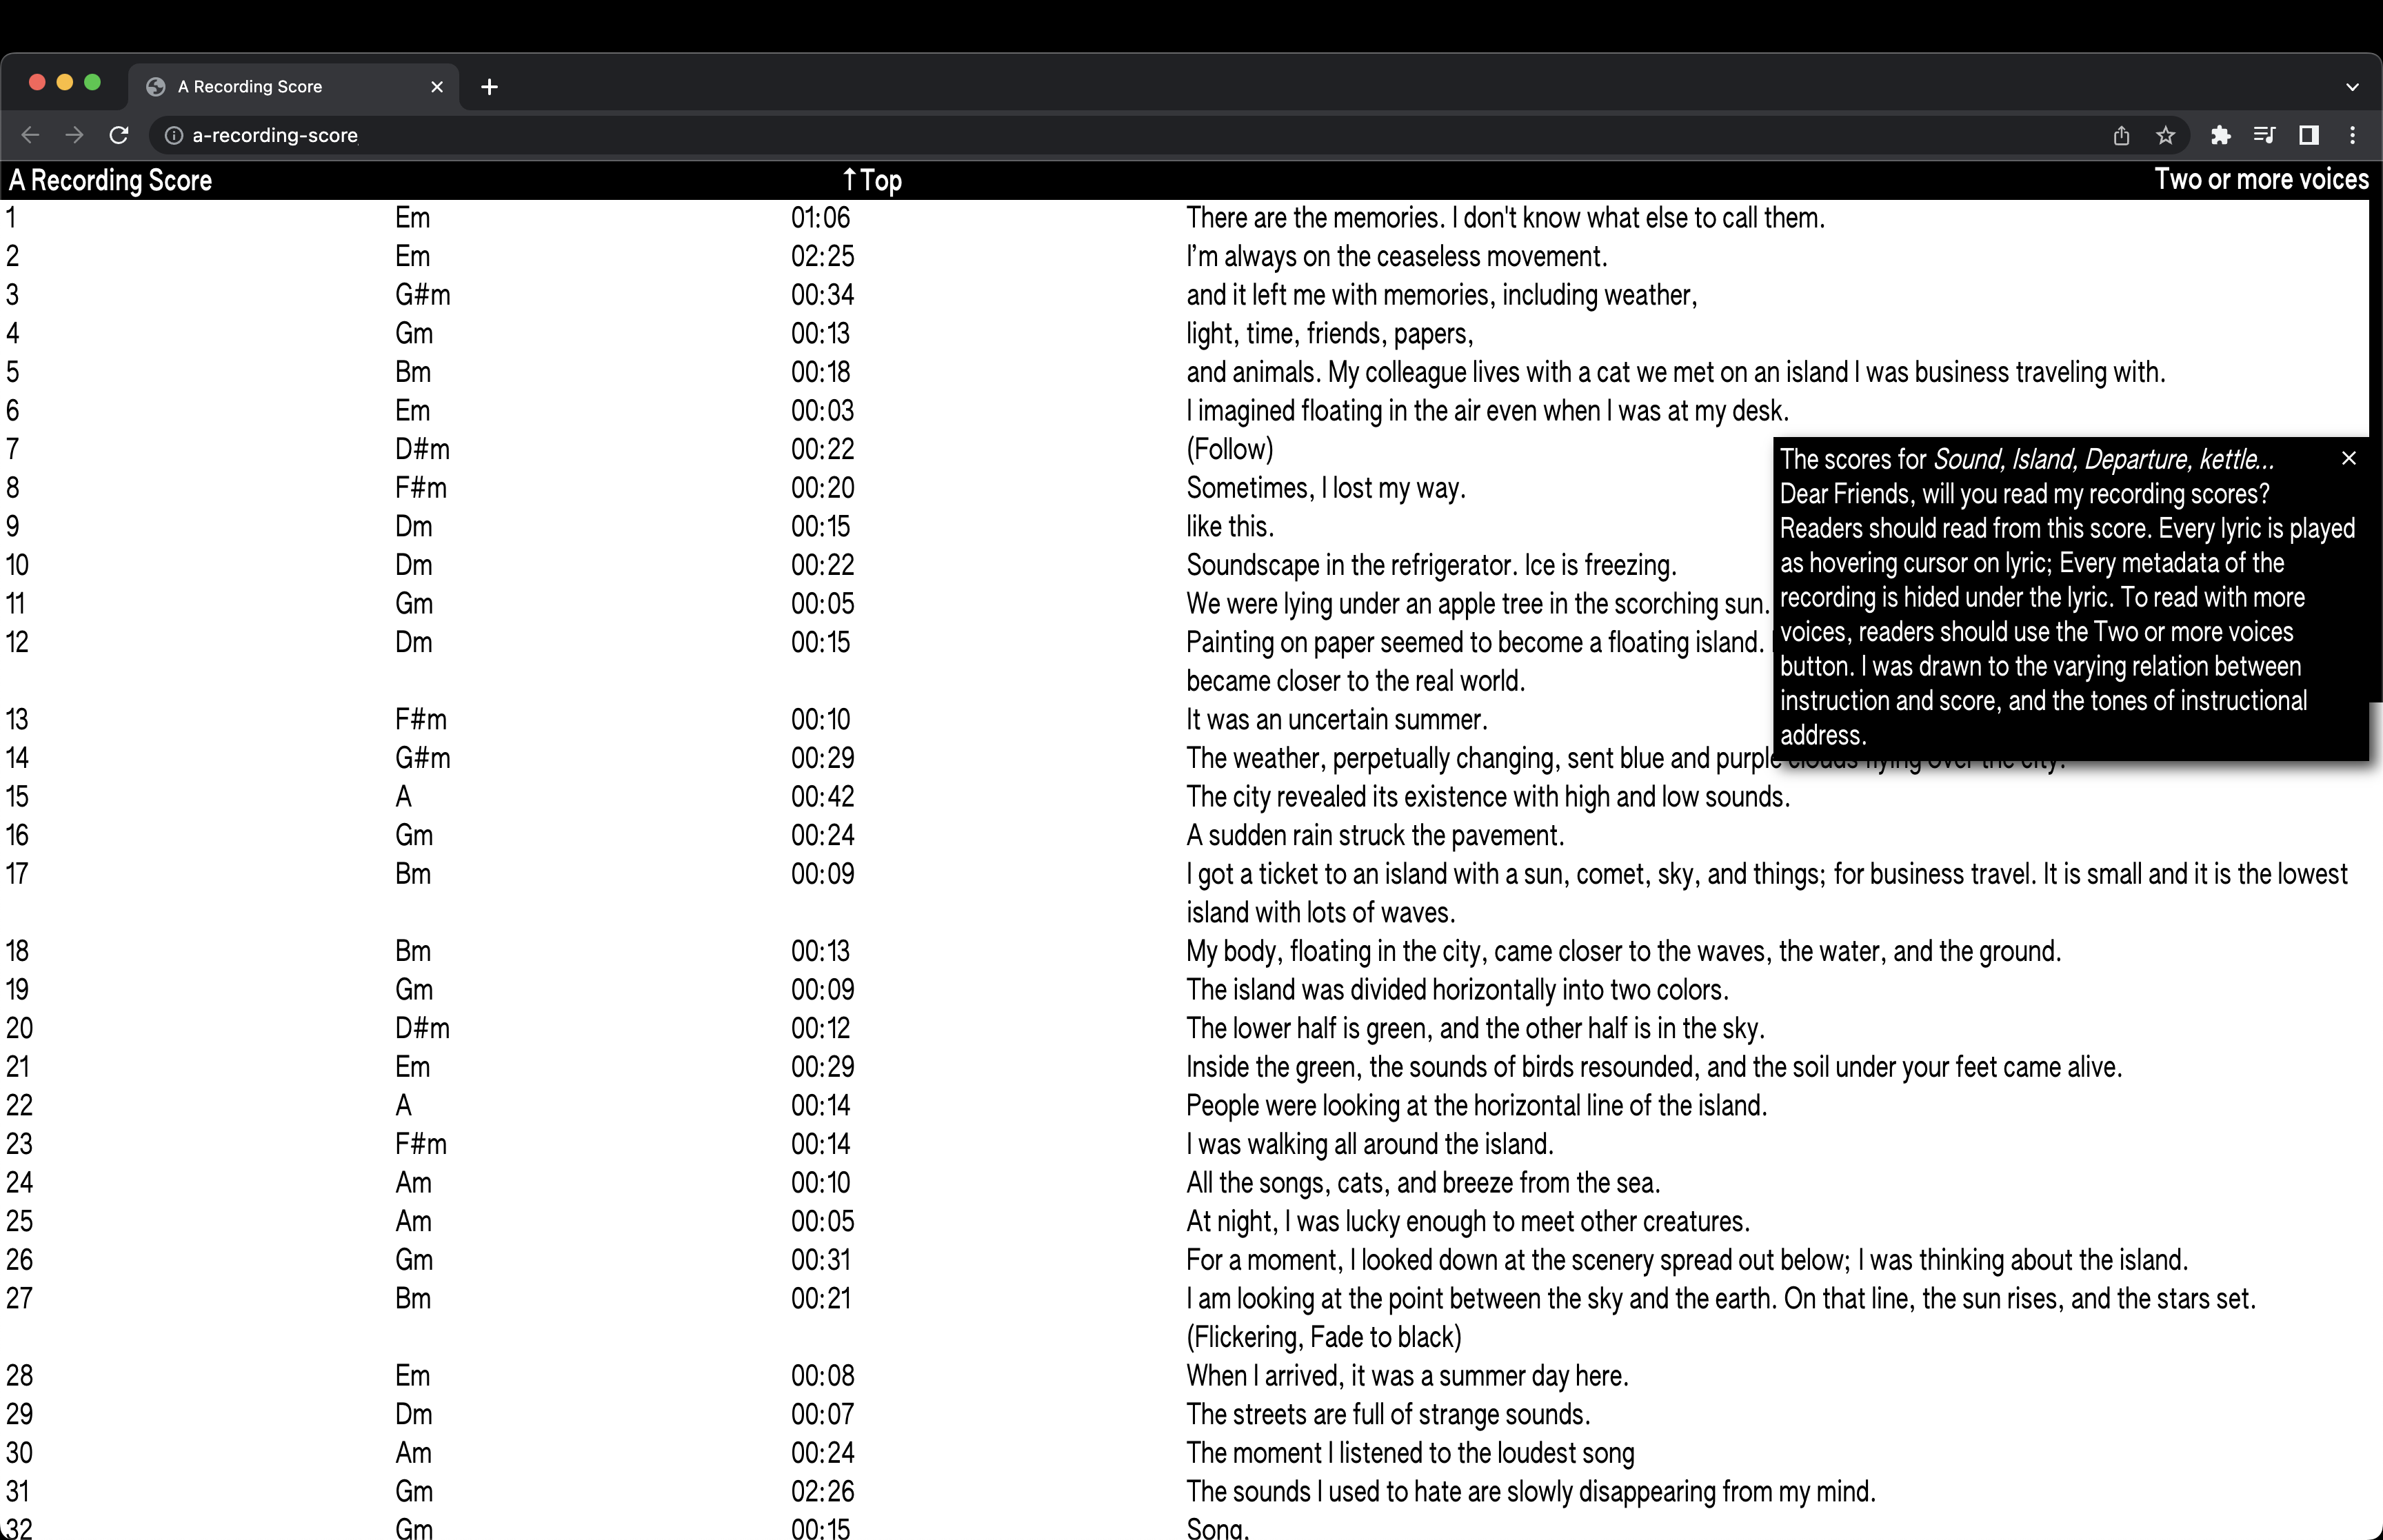 A Recording Score
a-recording-score
A Recording Score ↑Top Two or more voices
1 Em 01:06 There are the memories. I don't know what else to call them.
2 Em 02:25 I’m always on the ceaseless movement.
3 G#m 00:34 and it left me with memories, including weather,
4 Gm 00:13 light, time, friends, papers,
5 Bm 00:18 and animals. My colleague lives with a cat we met on an island I was business traveling with.
6 Em 00:03 I imagined floating in the air even when I was at my desk.
7 D#m 00:22 (Follow)
8 F#m 00:20 Sometimes, I lost my way.
9 Dm 00:15 like this.
10 Dm 00:22 Soundscape in the refrigerator. Ice is freezing.
11 Gm 00:05 We were lying under an apple tree in the scorching sun.
12 Dm 00:15 Painting on paper seemed to become a floating island.
became closer to the real world.
13 F#m 00:10 It was an uncertain summer.
14 G#m 00:29 The weather, perpetually changing, sent blue and purple clouds flying over the city.
15 A 00:42 The city revealed its existence with high and low sounds.
16 Gm 00:24 A sudden rain struck the pavement.
17 Bm 00:09 I got a ticket to an island with a sun, comet, sky, and things; for business travel. It is small and it is the lowest
island with lots of waves.
18 Bm 00:13 My body, floating in the city, came closer to the waves, the water, and the ground.
19 Gm 00:09 The island was divided horizontally into two colors.
20 D#m 00:12 The lower half is green, and the other half is in the sky.
21 Em 00:29 Inside the green, the sounds of birds resounded, and the soil under your feet came alive.
22 A 00:14 People were looking at the horizontal line of the island.
23 F#m 00:14 I was walking all around the island.
24 Am 00:10 All the songs, cats, and breeze from the sea.
25 Am 00:05 At night, I was lucky enough to meet other creatures.
26 Gm 00:31 For a moment, I looked down at the scenery spread out below; I was thinking about the island.
27 Bm 00:21 I am looking at the point between the sky and the earth. On that line, the sun rises, and the stars set.
(Flickering, Fade to black)
28 Em 00:08 When I arrived, it was a summer day here.
29 Dm 00:07 The streets are full of strange sounds.
30 Am 00:24 The moment I listened to the loudest song
31 Gm 02:26 The sounds I used to hate are slowly disappearing from my mind.
32 Gm 00:15 Song,
The scores for Sound, Island, Departure, kettle...
Dear Friends, will you read my recording scores?
Readers should read from this score. Every lyric is played
as hovering cursor on lyric; Every metadata of the
recording is hided under the lyric. To read with more
voices, readers should use the Two or more voices
button. I was drawn to the varying relation between
instruction and score, and the tones of instructional
address.